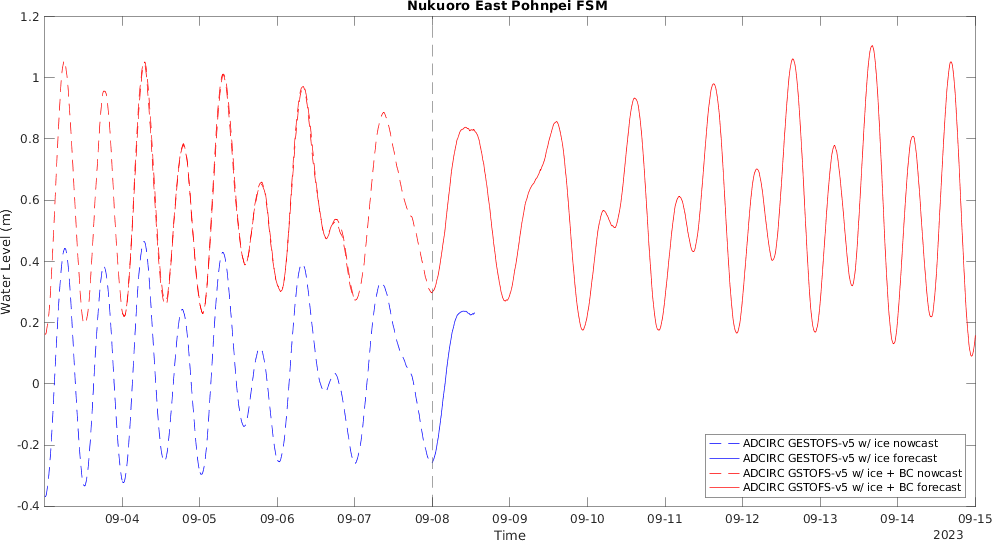 Nukuoro East Pohnpei FSM
Water Level (m)
1.2
1
0.8
0.6
0.4
0.2
0
-0.2
-0.4
09-04 09-05 09-06 09-07 09-08 09-09 09-10 09-11 09-12 09-13 09-14 09-15
Time
2023
ADCIRC GESTOFS-v5 w/ ice nowcast
ADCIRC GESTOFS-v5 w/ ice forecast
ADCIRC GSTOFS-v5 w/ ice + BC nowcast
ADCIRC GSTOFS-v5 w/ ice + BC forecast